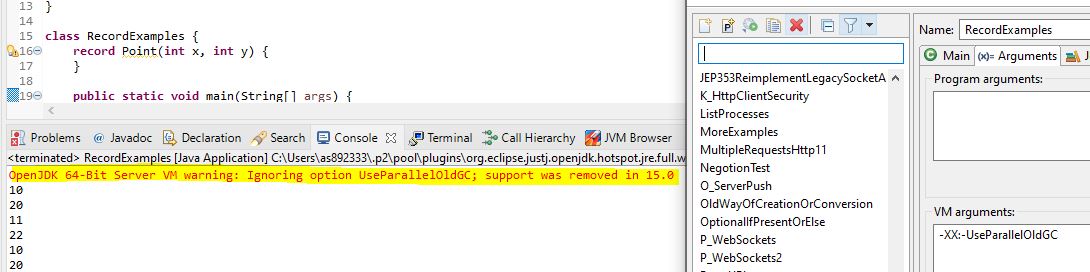 13 }
14
15 class RecordExamples {
16 record Point(int x, int y) {
17 }
18
19 public static void main(String[] args) {
Problems Javadoc Declaration Search Console Terminal Call Hierarchy JVM Browser
<terminated> RecordExamples [Java Application] C:\Users\as892333\.p2\pool\plugins\org.eclipse.justj.openjdk.hotspot.jre.full.w
OpenJDK 64-Bit Server VM warning: Ignoring option UseParallelOldGC; support was removed in 15.0
10
20
11
22
10
20
JEP353ReimplementLegacySocketA
K_HttpClientSecurity
ListProcesses
MoreExamples
MultipleRequestsHttp11
NegotionTest
O_ServerPush
OldWayOfCreationOrConversion
OptionalIfPresentOrElse
P_WebSockets
P_WebSockets2
Name: RecordExamples
Main (x)= Arguments J
Program arguments:
VM arguments:
-XX:-UseParallelOldGC